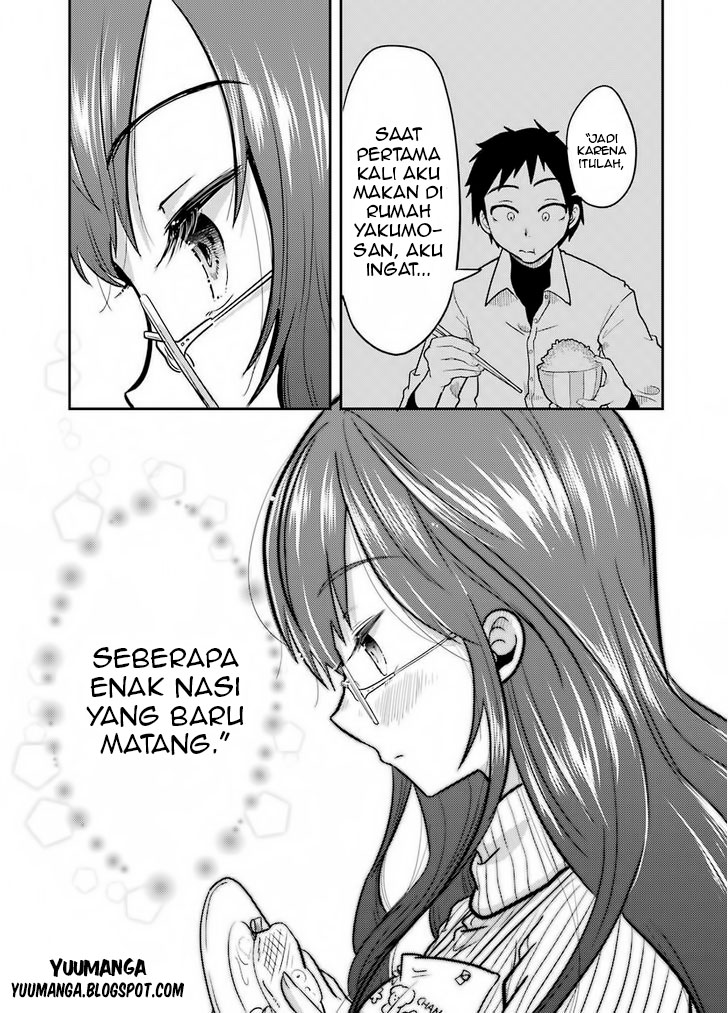 "JADI
KARENA
ITULAH,
SAAT
PERTAMA
KALI AKU
MAKAN DI
RUMAH
YAKUMO-
SAN, AKU
INGAT...
SEBERAPA
ENAK NASI
YANG BARU
MATANG."
CHAN
YUUMANGA
YUUMANGA.BLOGSPOT.COM